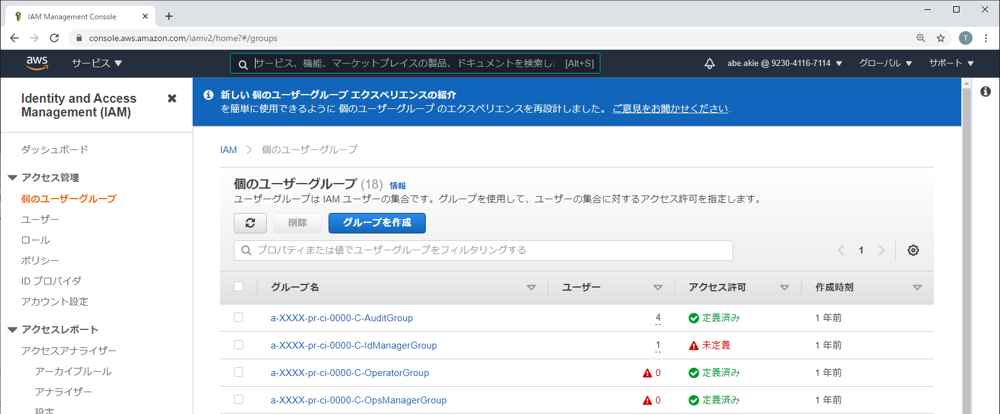 IAM Management Console
console.aws.amazon.com/iamv2/home?#/groups
T
aws
サービス
サービス、機能、マーケットプレイスの製品、ドキュメントを検索し [Alt+S]
abe.akie @ 9230-4116-7114
グローバル
サポート
Identity and Access
Management (IAM)
ダッシュボード
アクセス管理
個のユーザーグループ
ユーザー
ロール
ポリシー
ID プロバイダ
アカウント設定
アクセスレポート
アクセスアナライザー
アーカイブルール
アナライザー
設定
新しい 個のユーザーグループ エクスペリエンスの紹介
を簡単に使用できるように 個のユーザーグループ のエクスペリエンスを再設計しました。 ご意見をお聞かせください.
IAM 個のユーザーグループ
個のユーザーグループ (18) 情報
ユーザーグループは IAM ユーザーの集合です。グループを使用して、ユーザーの集合に対するアクセス許可を指定します。
削除 グループを作成
プロパティまたは値でユーザーグループをフィルタリングする
1
グループ名 ユーザー アクセス許可 作成時刻
a-XXXX-pr-ci-0000-C-AuditGroup 4 定義済み 1 年前
a-XXXX-pr-ci-0000-C-IdManagerGroup 1 未定義 1 年前
a-XXXX-pr-ci-0000-C-OperatorGroup 0 定義済み 1 年前
a-XXXX-pr-ci-0000-C-OpsManagerGroup 0 定義済み 1 年前